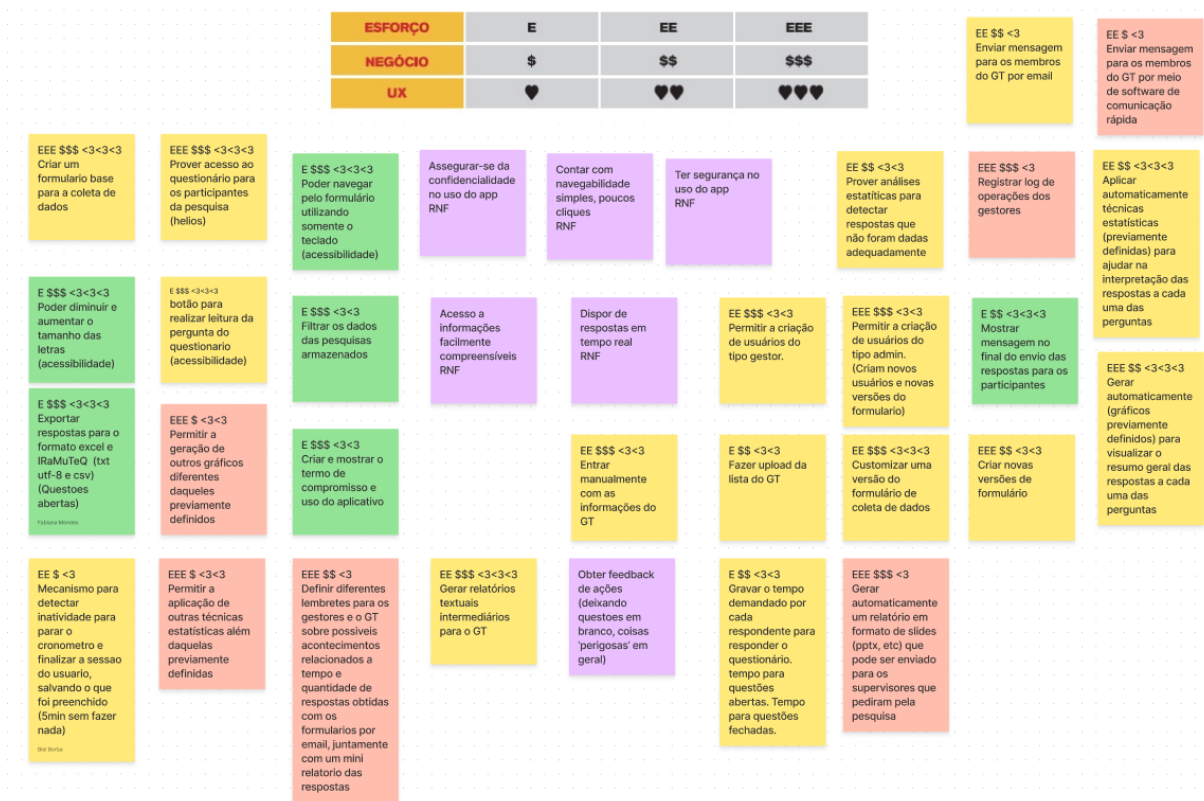 ESFORÇO E EE EEE
NEGÓCIO $ $$ $$$
UX ♥ ♥♥ ♥♥♥
EE $$ <3
Enviar mensagem
para os membros
do GT por email
EE $ <3
Enviar mensagem
para os membros
do GT por meio
de software de
comunicação
rápida
EEE $$$ <3<3<3
Criar um
formulario base
para a coleta de
dados
EEE $$$ <3<3<3
Prover acesso ao
questionário para
os participantes
da pesquisa
(helios)
E $$$ <3<3<3
Poder navegar
pelo formulário
utilizando
somente o
teclado
(acessibilidade)
Assegurar-se da
confidencialidade
no uso do app
RNF
Contar com
navegabilidade
simples, poucos
cliques
RNF
Ter segurança no
uso do app
RNF
EE $$ <3<3
Prover análises
estatíticas para
detectar
respostas que
não foram dadas
adequadamente
EEE $$$ <3
Registrar log de
operações dos
gestores
EE $$ <3<3<3
Aplicar
automaticamente
técnicas
estatísticas
(previamente
definidas) para
ajudar na
interpretação das
respostas a cada
uma das
perguntas
E $$$ <3<3<3
Poder diminuir e
aumentar o
tamanho das
letras
(acessibilidade)
E $$$ <3<3<3
botão para
realizar leitura da
pergunta do
questionario
(acessibilidade)
E $$$ <3<3
Filtrar os dados
das pesquisas
armazenados
Acesso a
informações
facilmente
compreensíveis
RNF
Dispor de
respostas em
tempo real
RNF
EE $$$ <3<3
Permitir a criação
de usuários do
tipo gestor.
EEE $$$ <3<3
Permitir a criação
de usuários do
tipo admin.
(Criam novos
usuários e novas
versões do
formulario)
E $$ <3<3<3
Mostrar
mensagem no
final do envio das
respostas para os
participantes
EEE $$ <3<3<3
Gerar
automaticamente
(gráficos
previamente
definidos) para
visualizar o
resumo geral das
respostas a cada
uma das
perguntas
E $$$ <3<3<3
Exportar
respostas para o
formato excel e
IRaMuTeQ (txt
utf-8 e csv)
(Questoes
abertas)
Fabiana Mendes
EEE $ <3<3
Permitir a
geração de
outros gráficos
diferentes
daqueles
previamente
definidos
E $$$ <3<3
Criar e mostrar o
termo de
compromisso e
uso do aplicativo
EE $$$ <3<3
Entrar
manualmente
com as
informações do
GT
E $$ <3<3
Fazer upload da
lista do GT
EE $$$ <3<3<3
Customizar uma
versão do
formulário de
coleta de dados
EEE $$ <3<3
Criar novas
versões de
formulário
EE $ <3
Mecanismo para
detectar
inatividade para
parar o
cronometro e
finalizar a sessao
do usuario,
salvando o que
foi preenchido
(5min sem fazer
nada)
Biel Borba
EEE $ <3<3
Permitir a
aplicação de
outras técnicas
estatísticas além
daquelas
previamente
definidas
EEE $$ <3
Definir diferentes
lembretes para os
gestores e o GT
sobre possiveis
acontecimentos
relacionados a
tempo e
quantidade de
respostas obtidas
com os
formularios por
email, juntamente
com um mini
relatorio das
respostas
EE $$$ <3<3<3
Gerar relatórios
textuais
intermediários
para o GT
Obter feedback
de ações
(deixando
questoes em
branco, coisas
'perigosas' em
geral)
E $$ <3<3
Gravar o tempo
demandado por
cada
respondente para
responder o
questionário.
tempo para
questões
abertas. Tempo
para questões
fechadas.
EEE $$$ <3
Gerar
automaticamente
um relatório em
formato de slides
(pptx, etc) que
pode ser enviado
para os
supervisores que
pediram pela
pesquisa